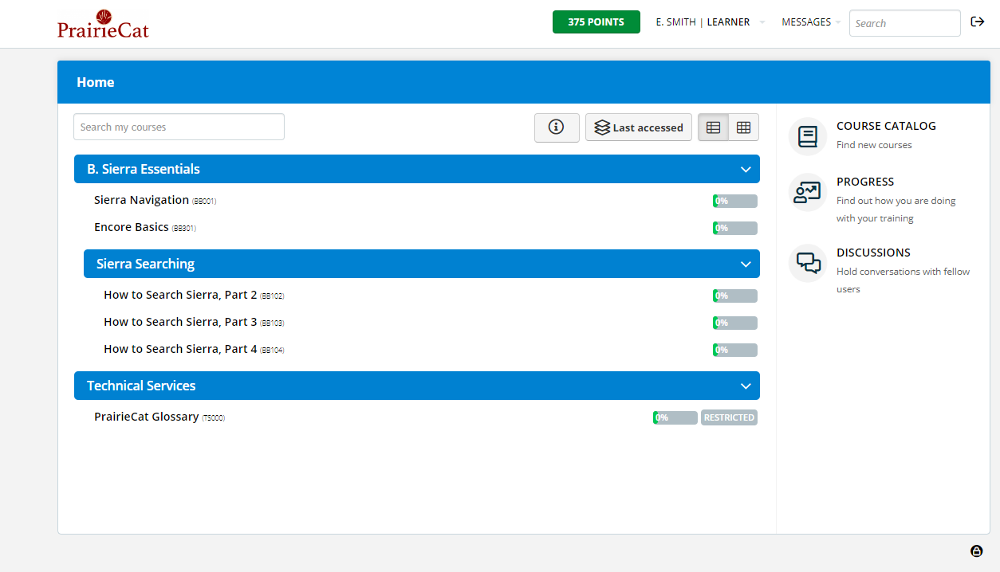 PrairieCat
375 POINTS
E. SMITH | LEARNER
MESSAGES
Search
Home
Search my courses
Last accessed
B. Sierra Essentials
Sierra Navigation (BB001)
0%
Encore Basics (BB301)
0%
Sierra Searching
How to Search Sierra, Part 2 (BB102)
0%
How to Search Sierra, Part 3 (BB103)
0%
How to Search Sierra, Part 4 (BB104)
0%
Technical Services
PrairieCat Glossary (TS000)
0%
RESTRICTED
COURSE CATALOG
Find new courses
PROGRESS
Find out how you are doing
with your training
DISCUSSIONS
Hold conversations with fellow
users